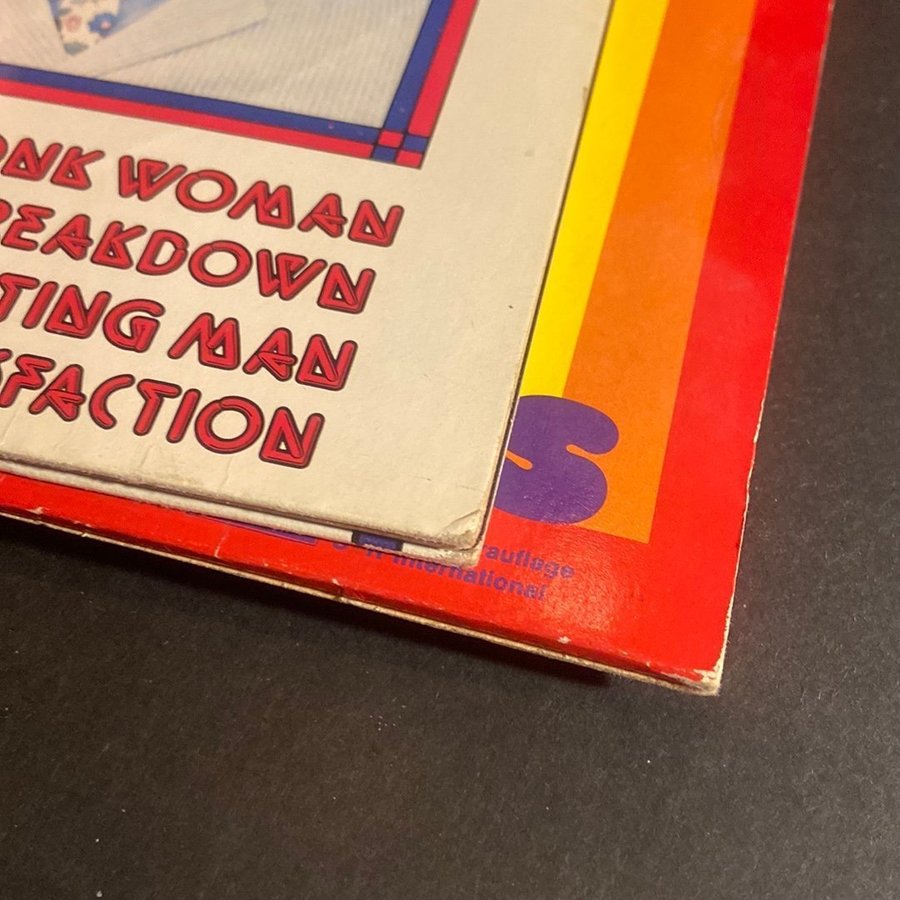 NK WOMAN
REAKDOWN
TING MAN
SFACTION
S
auflage
international